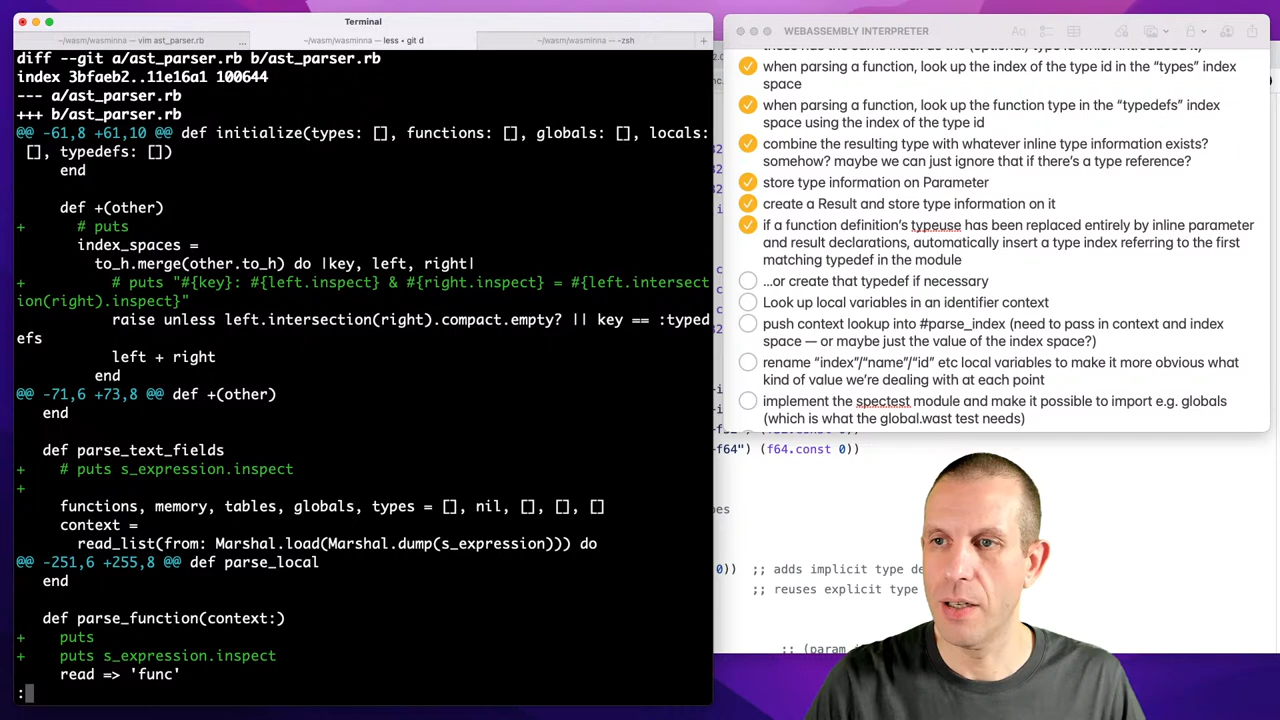 Terminal
~/wasm/wasminna — vim ast_parser.rb
...
~/wasm/wasminna — less ◂ git d
~/wasm/wasminna — -zsh
+
diff --git a/ast_parser.rb b/ast_parser.rb
index 3bfaeb2..11e16a1 100644
--- a/ast_parser.rb
+++ b/ast_parser.rb
@@ -61,8 +61,10 @@ def initialize(types: [], functions: [], globals: [], locals:
[], typedefs: [])
end
def +(other)
+ # puts
index_spaces =
to_h.merge(other.to_h) do |key, left, right|
+ # puts "#{key}: #{left.inspect} & #{right.inspect} = #{left.intersect
ion(right).inspect}"
raise unless left.intersection(right).compact.empty? || key == :typed
efs
left + right
end
@@ -71,6 +73,8 @@ def +(other)
end
def parse_text_fields
+ # puts s_expression.inspect
+
functions, memory, tables, globals, types = [], nil, [], [], []
context =
read_list(from: Marshal.load(Marshal.dump(s_expression))) do
@@ -251,6 +255,8 @@ def parse_local
end
def parse_function(context:)
+ puts
+ puts s_expression.inspect
read => 'func'
:
WEBASSEMBLY INTERPRETER
these has the same index as the (optional) type id which introduced it)
when parsing a function, look up the index of the type id in the “types” index
space
when parsing a function, look up the function type in the “typedefs” index
space using the index of the type id
combine the resulting type with whatever inline type information exists?
somehow? maybe we can just ignore that if there’s a type reference?
store type information on Parameter
create a Result and store type information on it
if a function definition’s typeuse has been replaced entirely by inline parameter
and result declarations, automatically insert a type index referring to the first
matching typedef in the module
…or create that typedef if necessary
Look up local variables in an identifier context
push context lookup into #parse_index (need to pass in context and index
space — or maybe just the value of the index space?)
rename “index”/“name”/“id” etc local variables to make it more obvious what
kind of value we’re dealing with at each point
implement the spectest module and make it possible to import e.g. globals
(which is what the global.wast test needs)
-f64") (f64.const 0))
pes
0)) ;; adds implicit type de
;; reuses explicit type
;; (param i